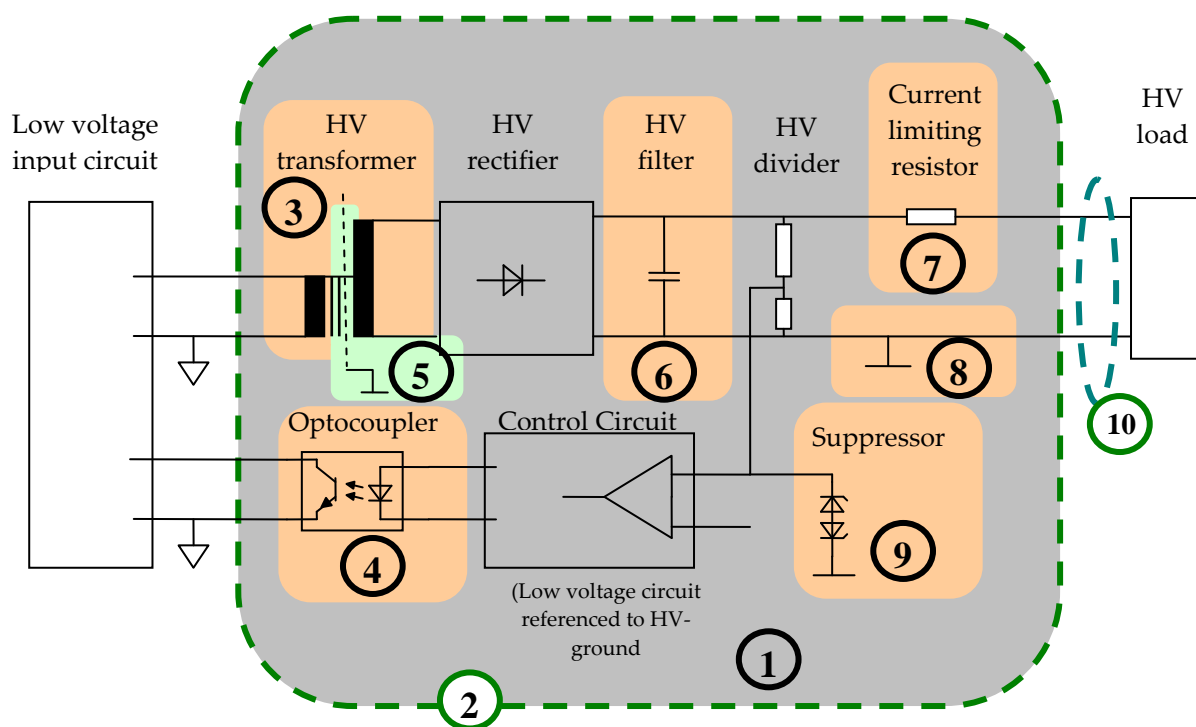 Low voltage
input circuit
HV
transformer
HV
rectifier
HV
filter
HV
divider
Current
limiting
resistor
HV
load
3
7
5
6
8
10
Optocoupler
Control Circuit
Suppressor
4
9
(Low voltage circuit
referenced to HV-
ground
1
2